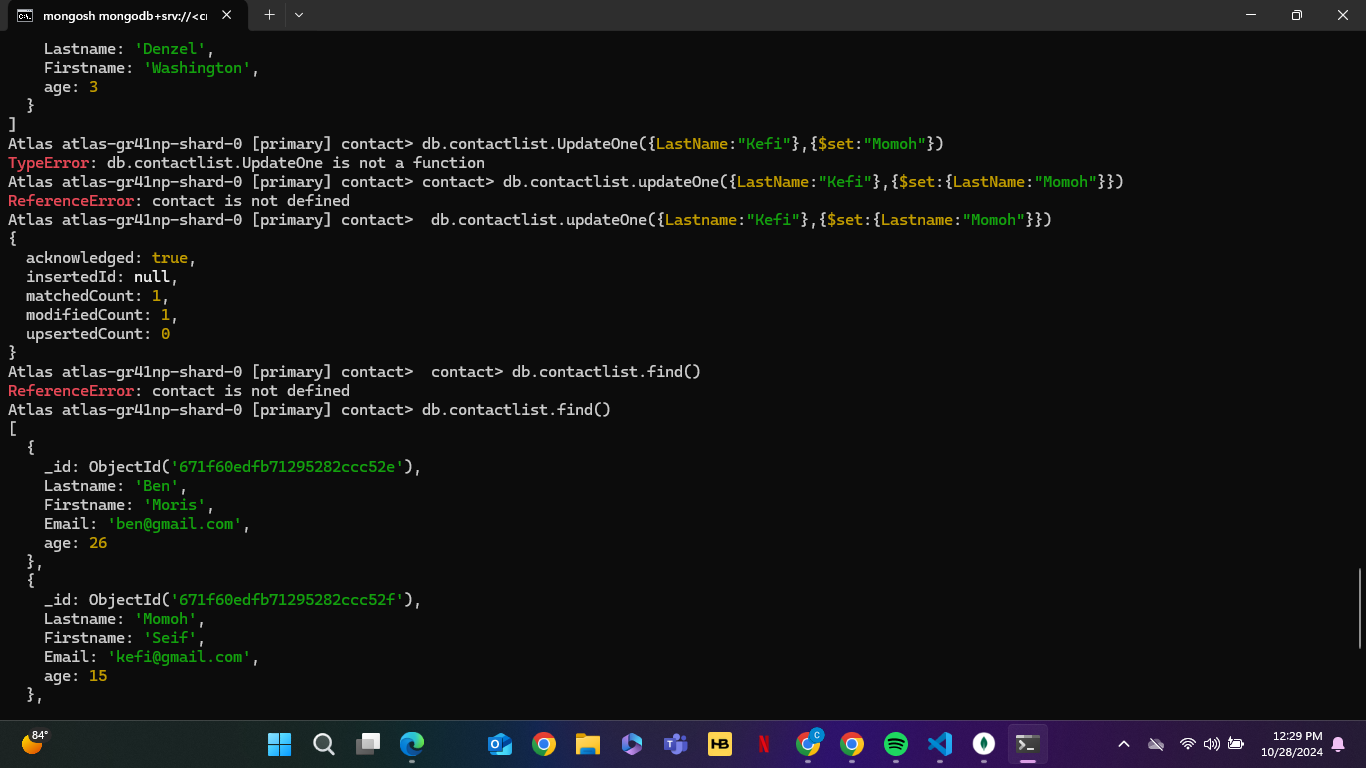 mongosh mongodb+srv://<cr
    Lastname: 'Denzel',
    Firstname: 'Washington',
    age: 3
  }
]
Atlas atlas-gr41np-shard-0 [primary] contact> db.contactlist.UpdateOne({LastName:"Kefi"},{$set:"Momoh"})
TypeError: db.contactlist.UpdateOne is not a function
Atlas atlas-gr41np-shard-0 [primary] contact> contact> db.contactlist.updateOne({LastName:"Kefi"},{$set:{LastName:"Momoh"}})
ReferenceError: contact is not defined
Atlas atlas-gr41np-shard-0 [primary] contact>  db.contactlist.updateOne({Lastname:"Kefi"},{$set:{Lastname:"Momoh"}})
{
  acknowledged: true,
  insertedId: null,
  matchedCount: 1,
  modifiedCount: 1,
  upsertedCount: 0
}
Atlas atlas-gr41np-shard-0 [primary] contact>  contact> db.contactlist.find()
ReferenceError: contact is not defined
Atlas atlas-gr41np-shard-0 [primary] contact> db.contactlist.find()
[
  {
    _id: ObjectId('671f60edfb71295282ccc52e'),
    Lastname: 'Ben',
    Firstname: 'Moris',
    Email: 'ben@gmail.com',
    age: 26
  },
  {
    _id: ObjectId('671f60edfb71295282ccc52f'),
    Lastname: 'Momoh',
    Firstname: 'Seif',
    Email: 'kefi@gmail.com',
    age: 15
  },
84°
HB
12:29 PM
10/28/2024